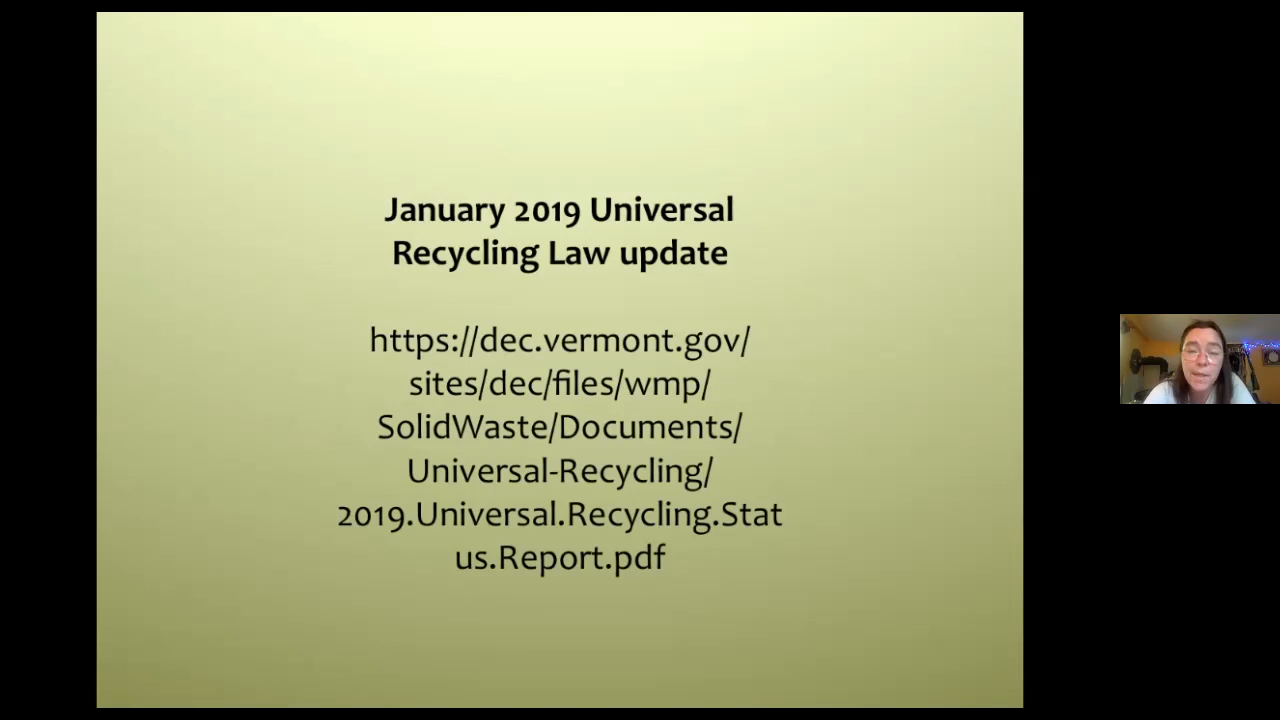 January 2019 Universal
Recycling Law update
https://dec.vermont.gov/
sites/dec/files/wmp/
SolidWaste/Documents/
Universal-Recycling/
2019.Universal.Recycling.Stat
us.Report.pdf